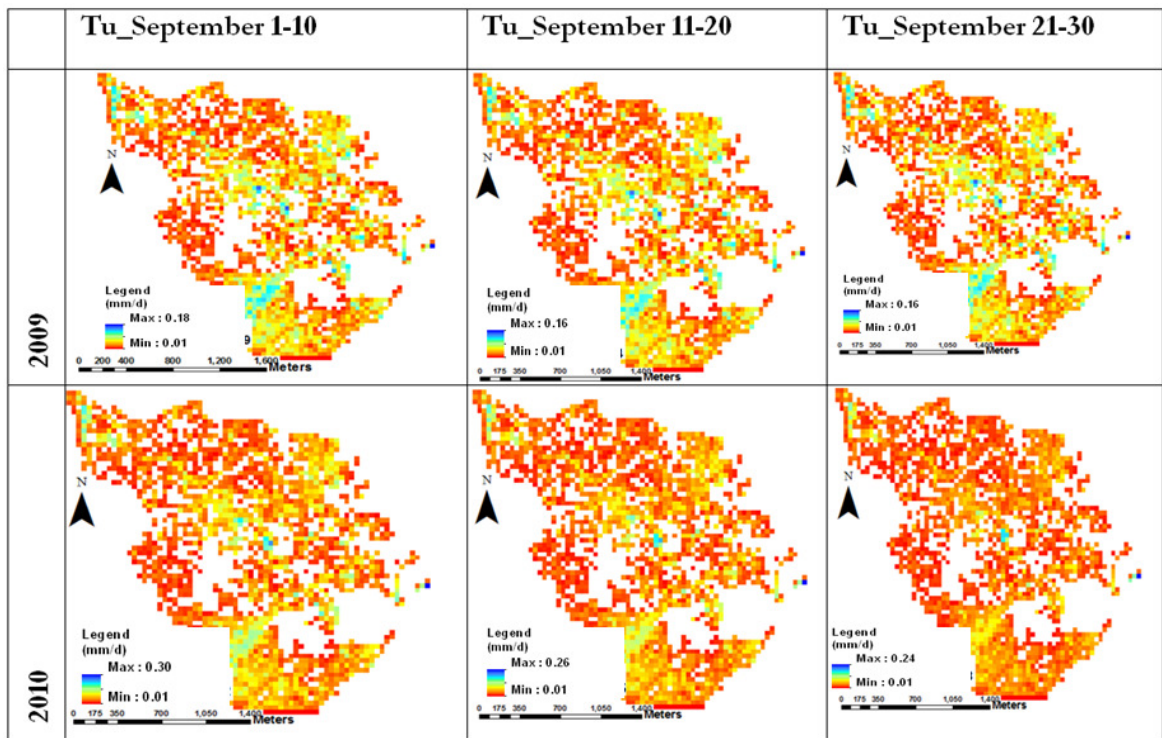 Tu_September 1-10
Tu_September 11-20
Tu_September 21-30
2009
N
Legend
(mm/d)
Max : 0.18
Min : 0.01
9
0 200 400 800 1,200 1,600
Meters
N
Legend
(mm/d)
Max : 0.16
Min : 0.01
0 175 350 700 1,050 1,400
Meters
N
Legend
(mm/d)
Max : 0.16
Min : 0.01
0 175 350 700 1,050 1,400
Meters
2010
N
Legend
(mm/d)
Max : 0.30
Min : 0.01
0 175 350 700 1,050 1,400
Meters
N
Legend
(mm/d)
Max : 0.26
Min : 0.01
0 175 350 700 1,050 1,400
Meters
N
Legend
(mm/d)
Max : 0.24
Min : 0.01
0 175 350 700 1,050 1,400
Meters